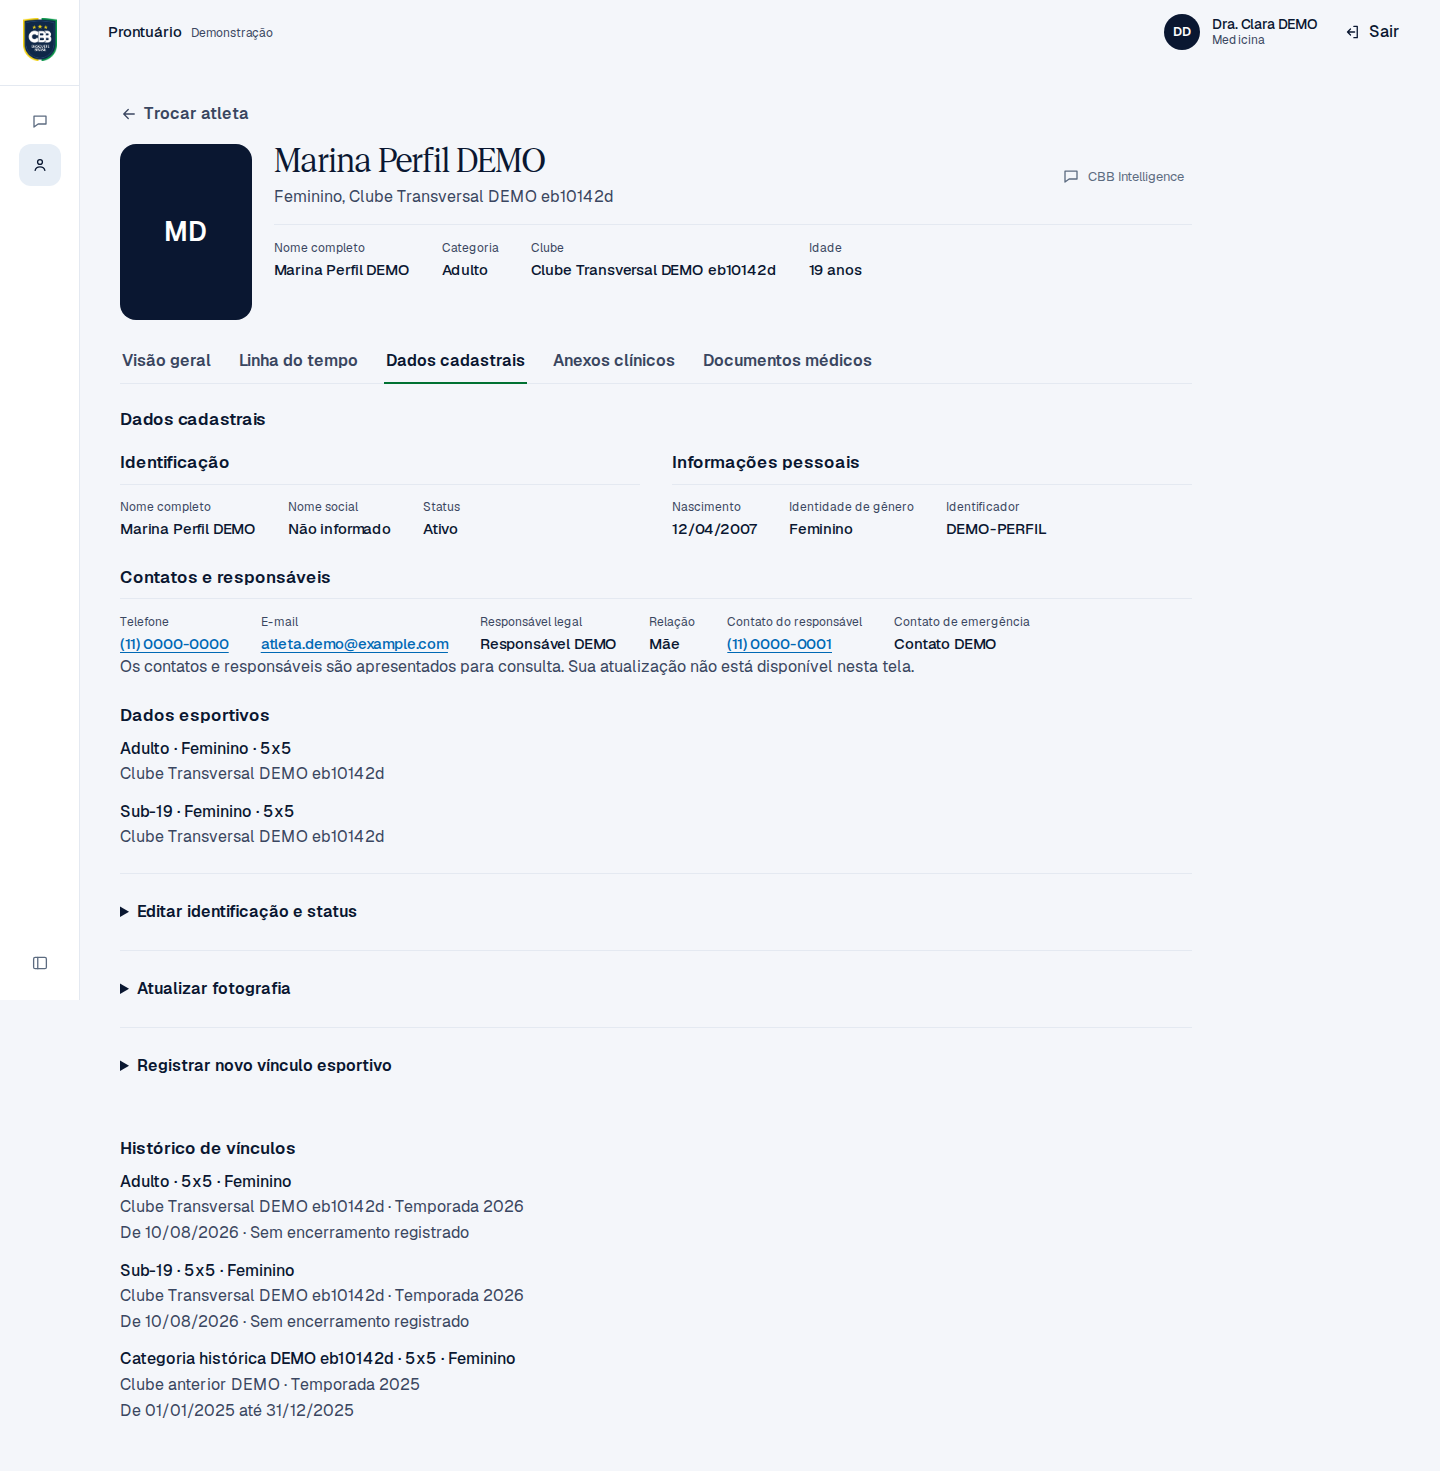 CBB
Prontuário Demonstração
DD
Dra. Clara DEMO
Medicina
Sair
Trocar atleta
MD
Marina Perfil DEMO
Feminino, Clube Transversal DEMO eb10142d
CBB Intelligence
Nome completo Categoria Clube Idade
Marina Perfil DEMO Adulto Clube Transversal DEMO eb10142d 19 anos
Visão geral Linha do tempo Dados cadastrais Anexos clínicos Documentos médicos
Dados cadastrais
Identificação
Nome completo Nome social Status
Marina Perfil DEMO Não informado Ativo
Informações pessoais
Nascimento Identidade de gênero Identificador
12/04/2007 Feminino DEMO-PERFIL
Contatos e responsáveis
Telefone E-mail Responsável legal Relação Contato do responsável Contato de emergência
(11) 0000-0000 atleta.demo@example.com Responsável DEMO Mãe (11) 0000-0001 Contato DEMO
Os contatos e responsáveis são apresentados para consulta. Sua atualização não está disponível nesta tela.
Dados esportivos
Adulto · Feminino · 5x5
Clube Transversal DEMO eb10142d
Sub-19 · Feminino · 5x5
Clube Transversal DEMO eb10142d
Editar identificação e status
Atualizar fotografia
Registrar novo vínculo esportivo
Histórico de vínculos
Adulto · 5x5 · Feminino
Clube Transversal DEMO eb10142d · Temporada 2026
De 10/08/2026 · Sem encerramento registrado
Sub-19 · 5x5 · Feminino
Clube Transversal DEMO eb10142d · Temporada 2026
De 10/08/2026 · Sem encerramento registrado
Categoria histórica DEMO eb10142d · 5x5 · Feminino
Clube anterior DEMO · Temporada 2025
De 01/01/2025 até 31/12/2025